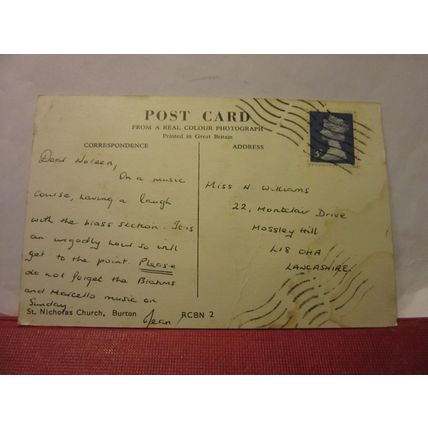 POST CARD
FROM A REAL COLOUR PHOTOGRAPH
Printed in Great Britain
CORRESPONDENCE
ADDRESS
Dear Noleen,
On a music
course, having a laugh
with the brass section. It is
an ungodly hour so will
get to the point. Please
do not forget the Brahms
and Marcello music on
Sunday.
Jean
Miss N. Williams
22, Montclair Drive
Mossley Hill
L18 OHA
LANCASHIRE
St. Nicholas Church, Burton
RCBN 2